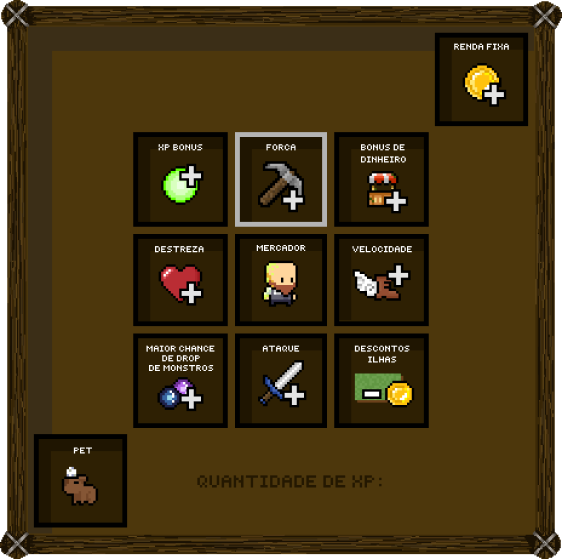 RENDA FIXA
XP BONUS
FORCA
BONUS DE
DINHEIRO
DESTREZA
MERCADOR
VELOCIDADE
MAIOR CHANCE
DE DROP
DE MONSTROS
ATAQUE
DESCONTOS
ILHAS
PET
QUANTIDADE DE XP: